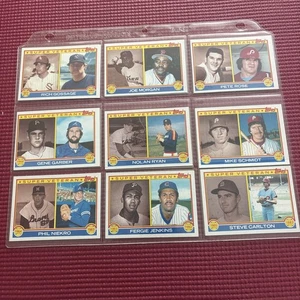 SUPER VETERAN
RICH GOSSAGE
SUPER VETERAN
JOE MORGAN
SUPER VETERAN
PETE ROSE
SUPER VETERAN
GENE GARBER
SUPER VETERAN
NOLAN RYAN
SUPER VETERAN
MIKE SCHMIDT
SUPER VETERAN
PHIL NIEKRO
SUPER VETERAN
FERGIE JENKINS
SUPER VETERAN
STEVE CARLTON